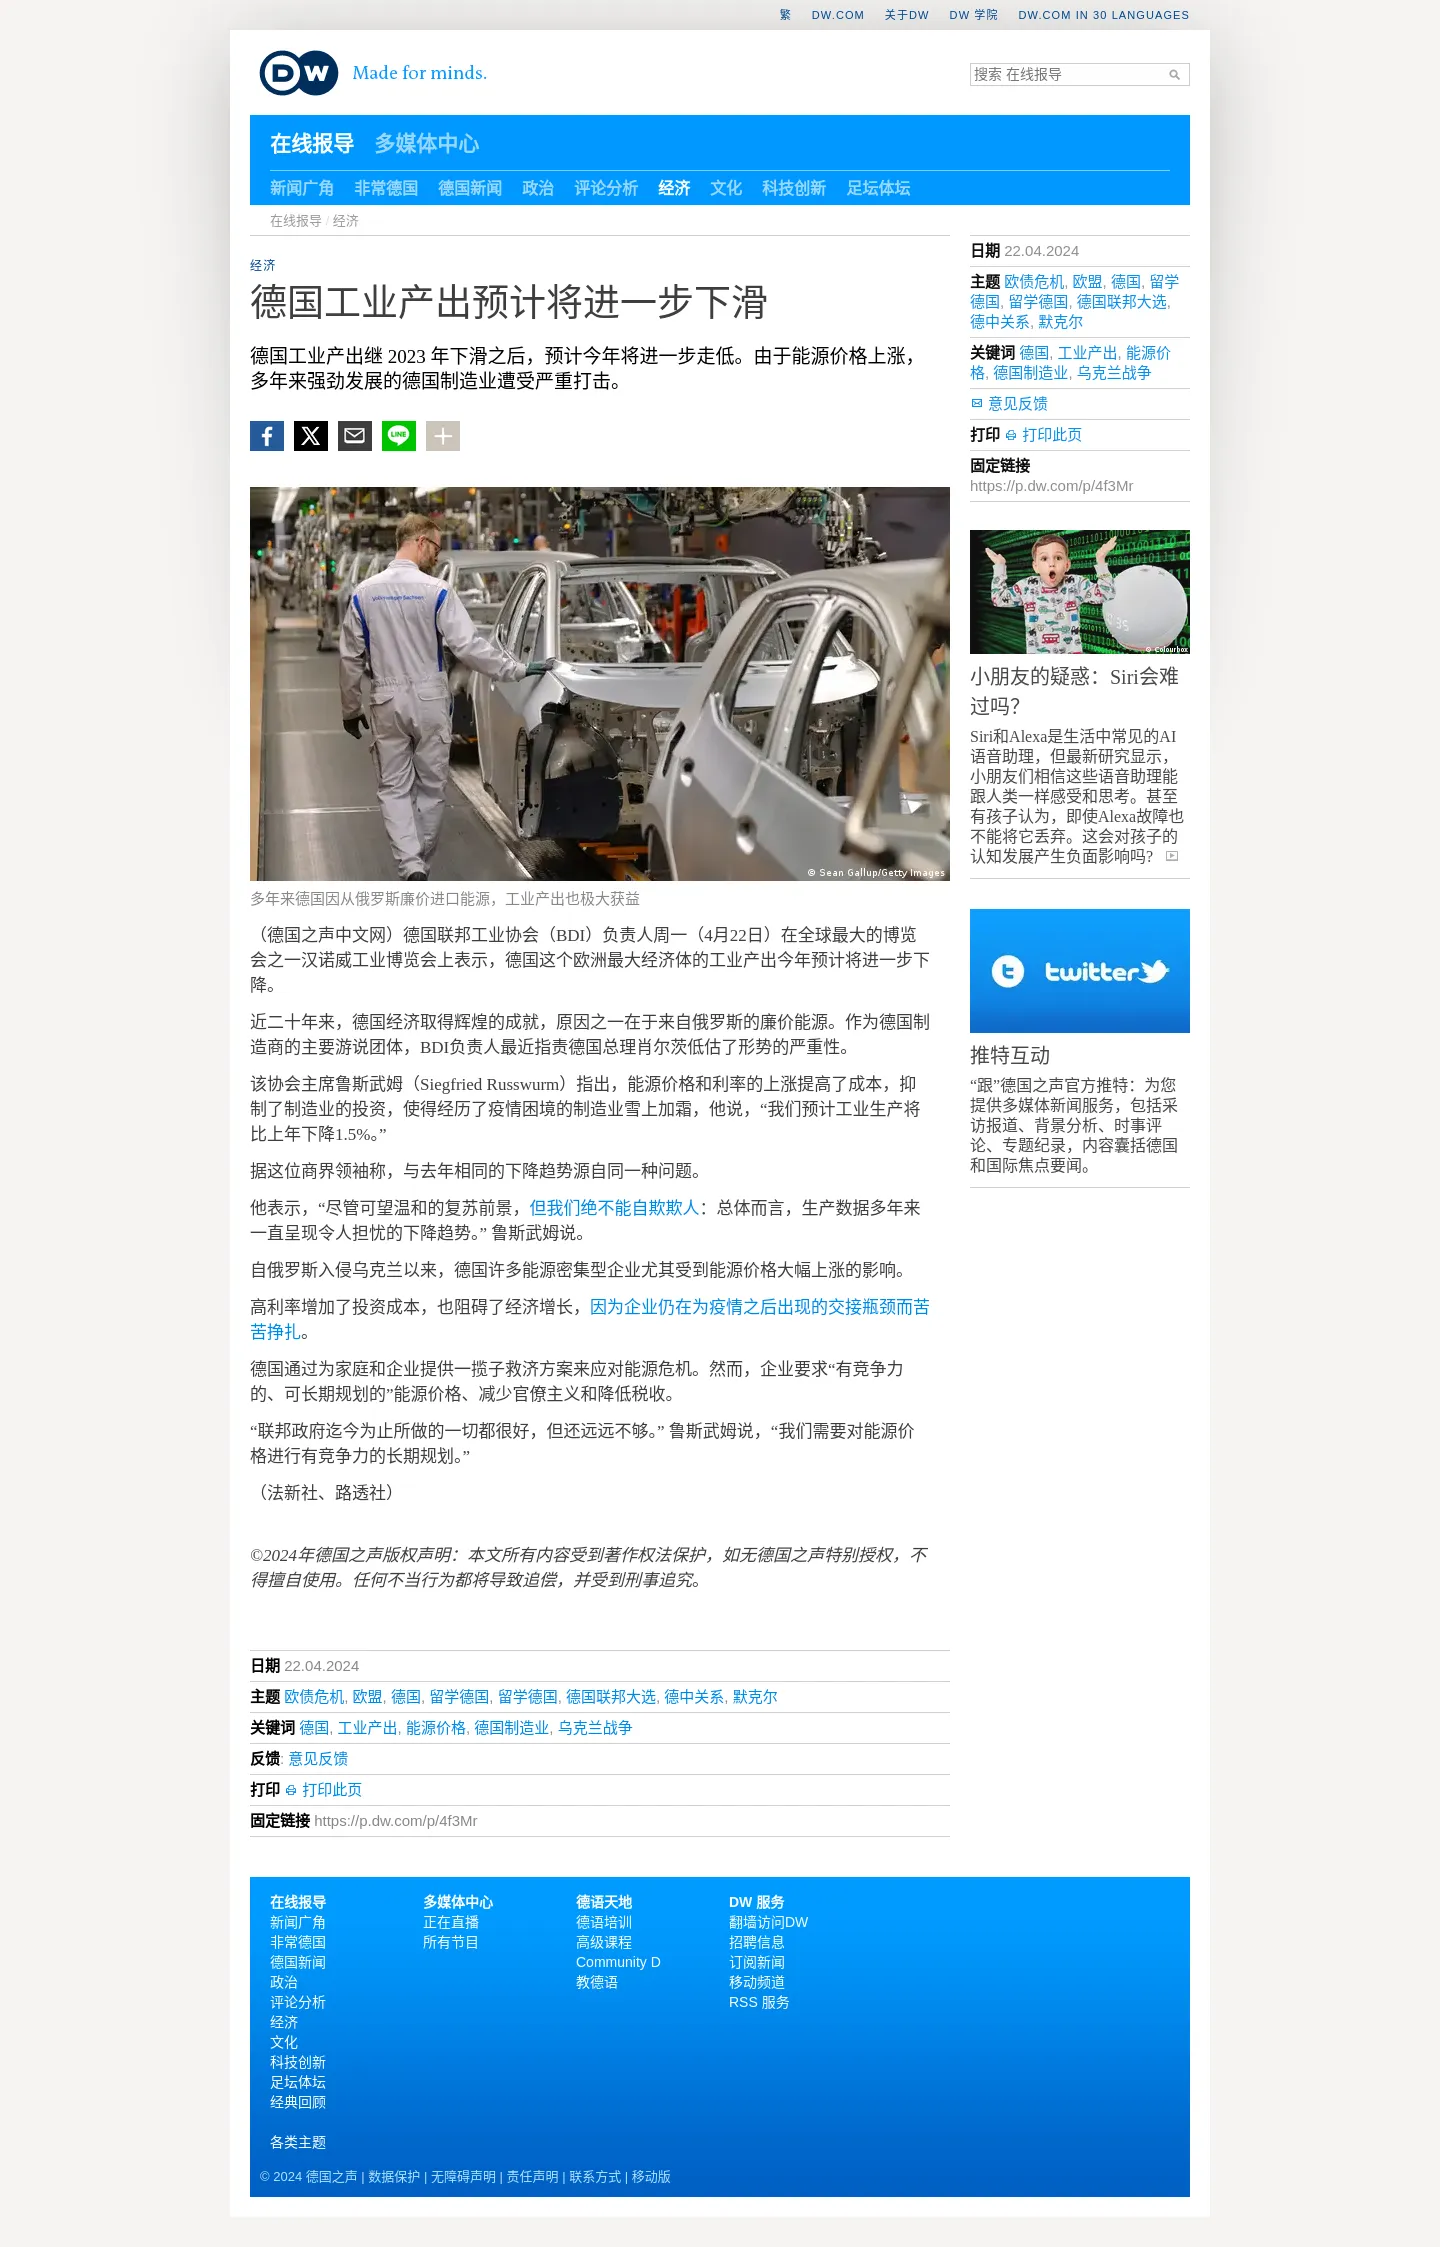 繁 DW.COM 关于DW DW 学院 DW.COM IN 30 LANGUAGES
DW Made for minds.
搜索 在线报导
在线报导 多媒体中心
新闻广角 非常德国 德国新闻 政治 评论分析 经济 文化 科技创新 足坛体坛
在线报导 / 经济
经济
德国工业产出预计将进一步下滑
德国工业产出继 2023 年下滑之后，预计今年将进一步走低。由于能源价格上涨，
多年来强劲发展的德国制造业遭受严重打击。
LINE
Volkswagen Sachsen
© Sean Gallup/Getty Images
多年来德国因从俄罗斯廉价进口能源，工业产出也极大获益
（德国之声中文网）德国联邦工业协会（BDI）负责人周一（4月22日）在全球最大的博览
会之一汉诺威工业博览会上表示，德国这个欧洲最大经济体的工业产出今年预计将进一步下
降。
近二十年来，德国经济取得辉煌的成就，原因之一在于来自俄罗斯的廉价能源。作为德国制
造商的主要游说团体，BDI负责人最近指责德国总理肖尔茨低估了形势的严重性。
该协会主席鲁斯武姆（Siegfried Russwurm）指出，能源价格和利率的上涨提高了成本，抑
制了制造业的投资，使得经历了疫情困境的制造业雪上加霜，他说，“我们预计工业生产将
比上年下降1.5%。”
据这位商界领袖称，与去年相同的下降趋势源自同一种问题。
他表示，“尽管可望温和的复苏前景，但我们绝不能自欺欺人：总体而言，生产数据多年来
一直呈现令人担忧的下降趋势。” 鲁斯武姆说。
自俄罗斯入侵乌克兰以来，德国许多能源密集型企业尤其受到能源价格大幅上涨的影响。
高利率增加了投资成本，也阻碍了经济增长，因为企业仍在为疫情之后出现的交接瓶颈而苦
苦挣扎。
德国通过为家庭和企业提供一揽子救济方案来应对能源危机。然而，企业要求“有竞争力
的、可长期规划的”能源价格、减少官僚主义和降低税收。
“联邦政府迄今为止所做的一切都很好，但还远远不够。” 鲁斯武姆说，“我们需要对能源价
格进行有竞争力的长期规划。”
（法新社、路透社）
©2024年德国之声版权声明：本文所有内容受到著作权法保护，如无德国之声特别授权，不
得擅自使用。任何不当行为都将导致追偿，并受到刑事追究。
日期 22.04.2024
主题 欧债危机, 欧盟, 德国, 留学德国, 留学德国, 德国联邦大选, 德中关系, 默克尔
关键词 德国, 工业产出, 能源价格, 德国制造业, 乌克兰战争
反馈: 意见反馈
打印 打印此页
固定链接 https://p.dw.com/p/4f3Mr
日期 22.04.2024
主题 欧债危机, 欧盟, 德国, 留学
德国, 留学德国, 德国联邦大选,
德中关系, 默克尔
关键词 德国, 工业产出, 能源价
格, 德国制造业, 乌克兰战争
意见反馈
打印 打印此页
固定链接
https://p.dw.com/p/4f3Mr
© Colourbox
小朋友的疑惑：Siri会难
过吗？
Siri和Alexa是生活中常见的AI
语音助理，但最新研究显示，
小朋友们相信这些语音助理能
跟人类一样感受和思考。甚至
有孩子认为，即使Alexa故障也
不能将它丢弃。这会对孩子的
认知发展产生负面影响吗?
twitter
推特互动
“跟”德国之声官方推特：为您
提供多媒体新闻服务，包括采
访报道、背景分析、时事评
论、专题纪录，内容囊括德国
和国际焦点要闻。
在线报导
新闻广角
非常德国
德国新闻
政治
评论分析
经济
文化
科技创新
足坛体坛
经典回顾
各类主题
多媒体中心
正在直播
所有节目
德语天地
德语培训
高级课程
Community D
教德语
DW 服务
翻墙访问DW
招聘信息
订阅新闻
移动频道
RSS 服务
© 2024 德国之声 | 数据保护 | 无障碍声明 | 责任声明 | 联系方式 | 移动版